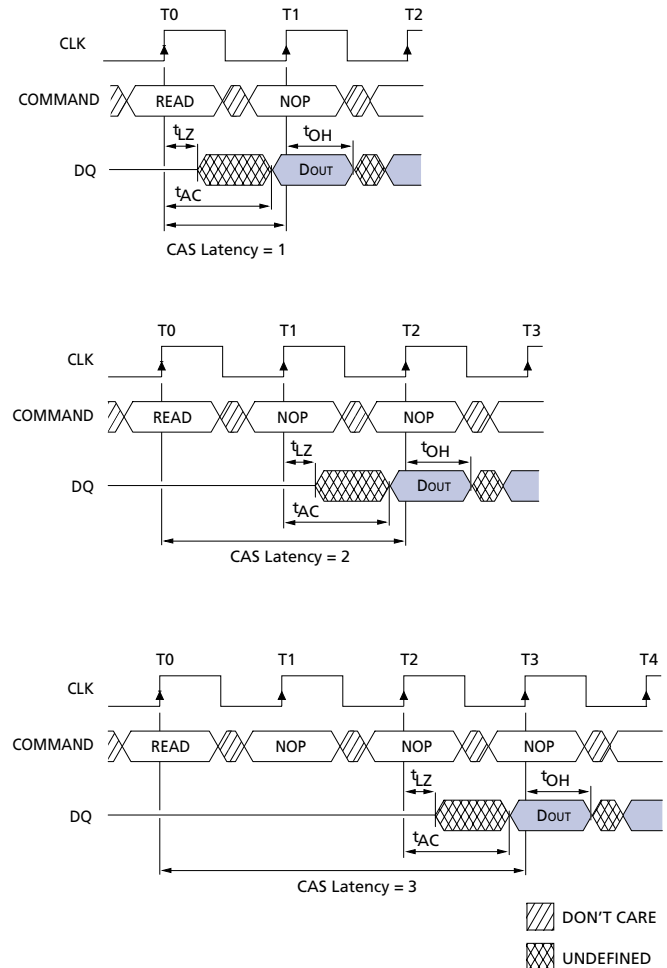 T0 T1 T2
CLK
COMMAND READ NOP
tLZ tOH
DQ DOUT
tAC
CAS Latency = 1
T0 T1 T2 T3
CLK
COMMAND READ NOP NOP
tLZ tOH
DQ DOUT
tAC
CAS Latency = 2
T0 T1 T2 T3 T4
CLK
COMMAND READ NOP NOP NOP
tLZ tOH
DQ DOUT
tAC
CAS Latency = 3
DON'T CARE
UNDEFINED